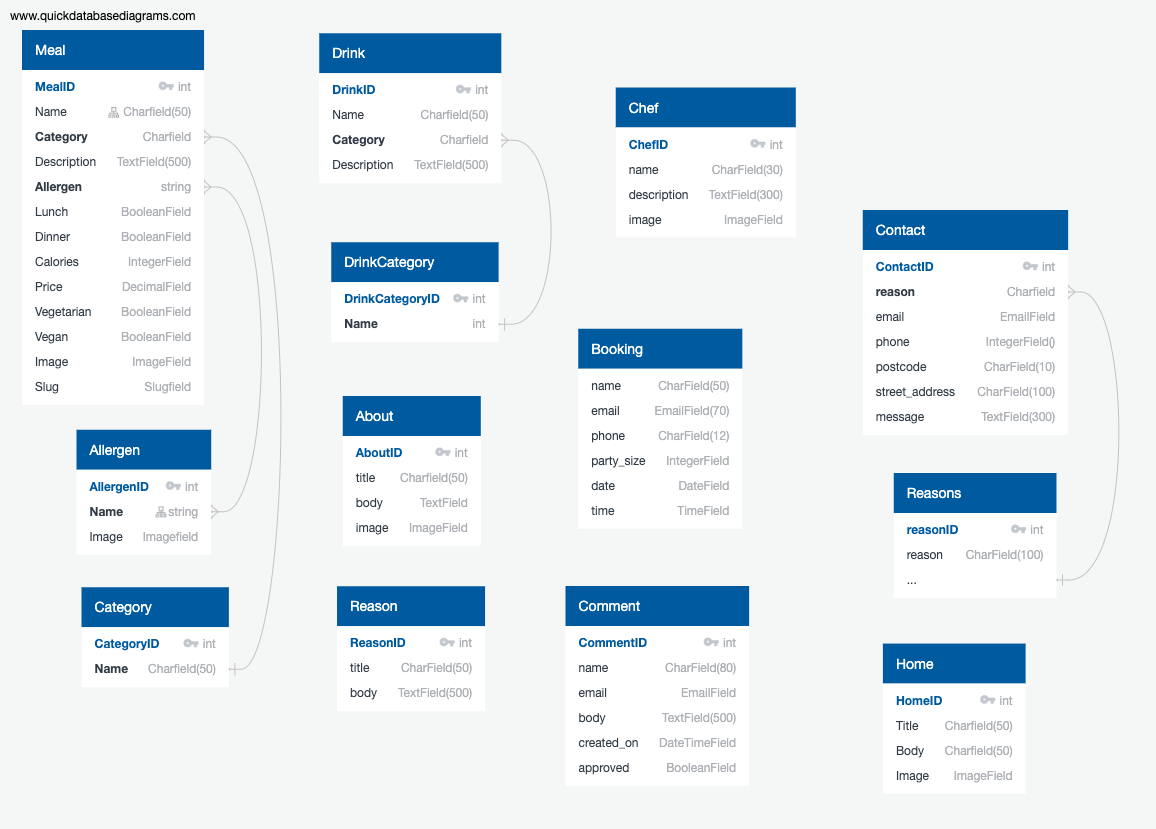 www.quickdatabasediagrams.com
Meal
MealID int
Name Charfield(50)
Category Charfield
Description TextField(500)
Allergen string
Lunch BooleanField
Dinner BooleanField
Calories IntegerField
Price DecimalField
Vegetarian BooleanField
Vegan BooleanField
Image ImageField
Slug Slugfield
Allergen
AllergenID int
Name string
Image Imagefield
Category
CategoryID int
Name Charfield(50)
Drink
DrinkID int
Name Charfield(50)
Category Charfield
Description TextField(500)
DrinkCategory
DrinkCategoryID int
Name int
About
AboutID int
title Charfield(50)
body TextField
image ImageField
Reason
ReasonID int
title CharField(50)
body TextField(500)
Chef
ChefID int
name CharField(30)
description TextField(300)
image ImageField
Booking
name CharField(50)
email EmailField(70)
phone CharField(12)
party_size IntegerField
date DateField
time TimeField
Comment
CommentID int
name CharField(80)
email EmailField
body TextField(500)
created_on DateTimeField
approved BooleanField
Contact
ContactID int
reason Charfield
email EmailField
phone IntegerField()
postcode CharField(10)
street_address CharField(100)
message TextField(300)
Reasons
reasonID int
reason CharField(100)
...
Home
HomeID int
Title Charfield(50)
Body Charfield(50)
Image ImageField